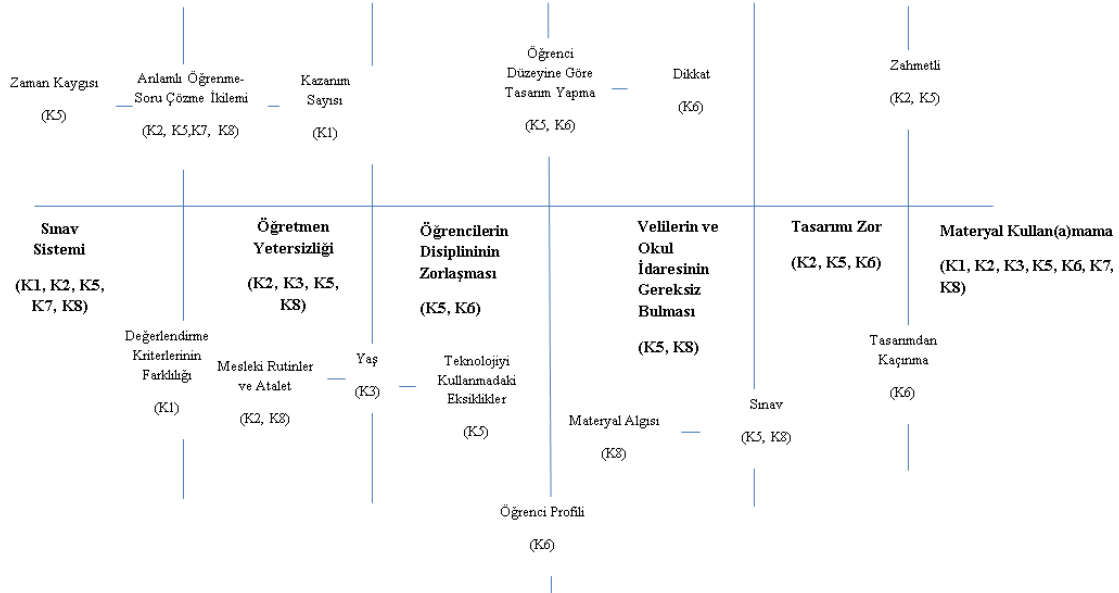 Zaman Kaygısı
(K5)
Anlamlı Öğrenme-
Soru Çözme İkilemi
(K2, K5,K7, K8)
Kazanım
Sayısı
(K1)
Öğrenci
Düzeyine Göre
Tasarım Yapma
(K5, K6)
Dikkat
(K6)
Zahmetli
(K2, K5)
Sınav
Sistemi
(K1, K2, K5,
K7, K8)
Öğretmen
Yetersizliği
(K2, K3, K5,
K8)
Öğrencilerin
Disiplininin
Zorlaşması
(K5, K6)
Velilerin ve
Okul
İdaresinin
Gereksiz
Bulması
(K5, K8)
Tasarımı Zor
(K2, K5, K6)
Materyal Kullan(a)mama
(K1, K2, K3, K5, K6, K7,
K8)
Değerlendirme
Kriterlerinin
Farklılığı
(K1)
Mesleki Rutinler
ve Atalet
(K2, K8)
Yaş
(K3)
Teknolojiyi
Kullanmadaki
Eksiklikler
(K5)
Materyal Algısı
(K8)
Sınav
(K5, K8)
Tasarımdan
Kaçınma
(K6)
Öğrenci Profili
(K6)